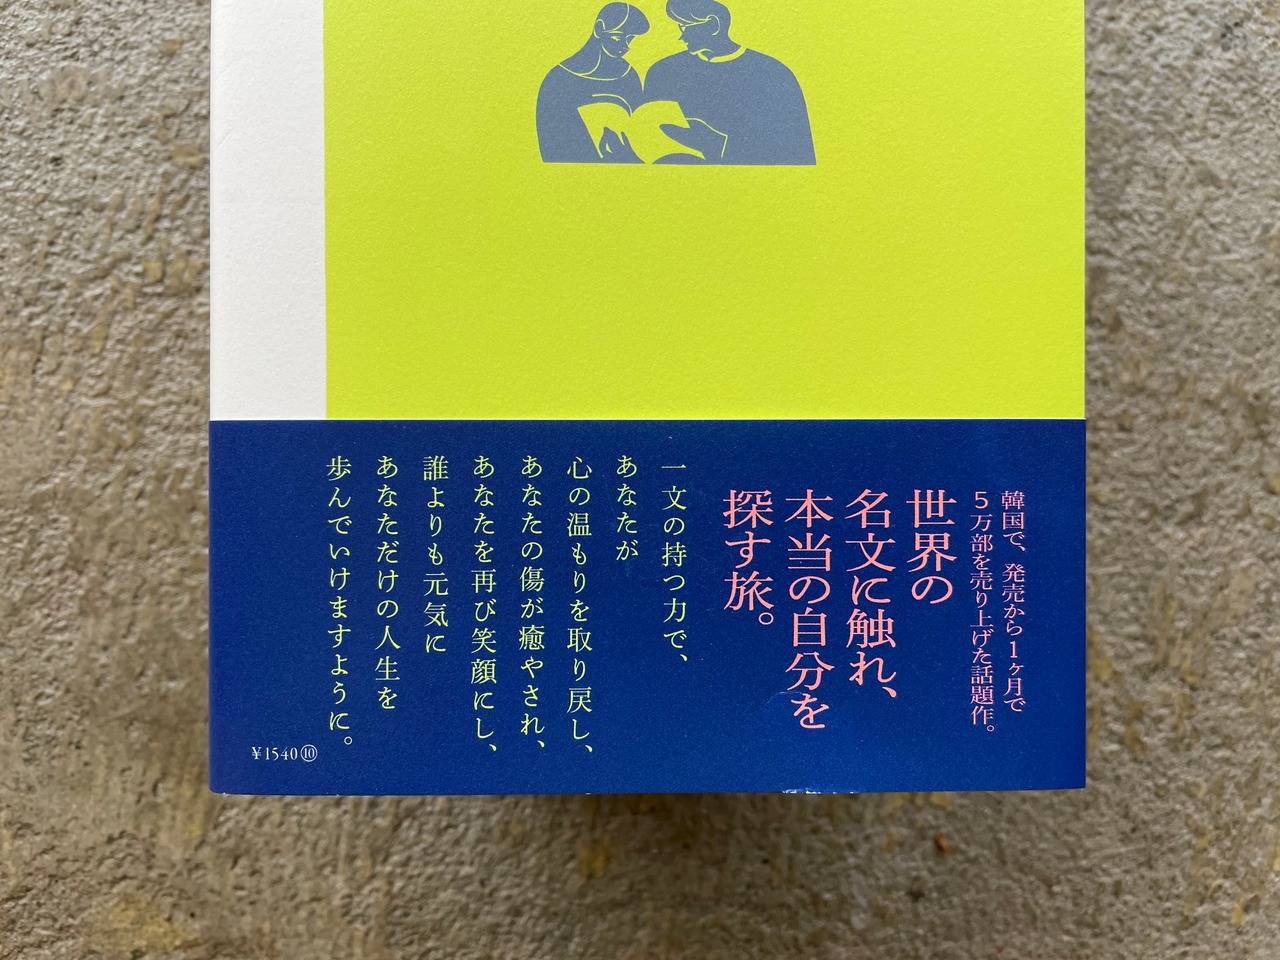 韓国で、発売から1ヶ月で
5万部を売り上げた話題作。
世界の
名文に触れ、
本当の自分を
探す旅。
一文の持つ力で、
あなたが
心の温もりを取り戻し、
あなたの傷が癒やされ、
あなたを再び笑顔にし、
誰よりも元気に
あなただけの人生を
歩んでいけますように。
¥1540⑩